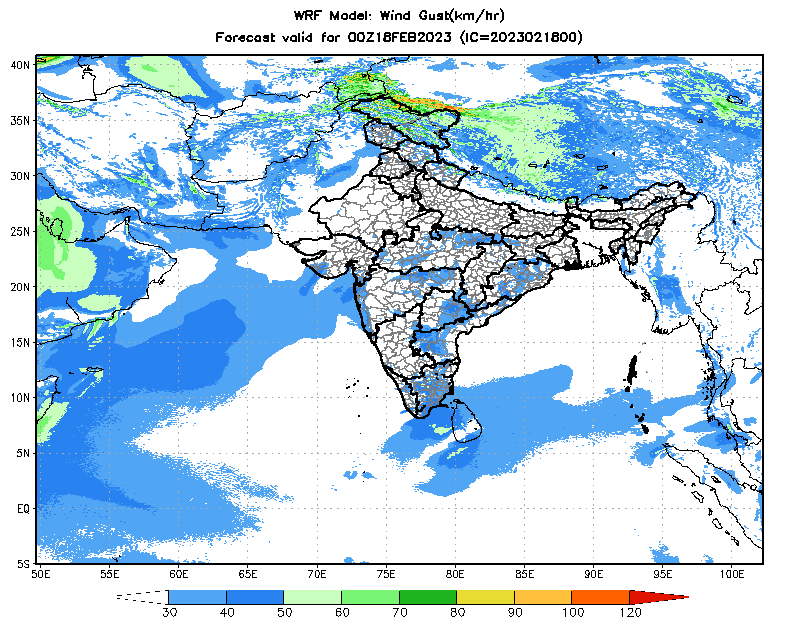 WRF Model: Wind Gust(km/hr)
Forecast valid for 00Z18FEB2023 (IC=2023021800)
40N
35N
30N
25N
20N
15N
10N
5N
EQ
5S
50E 55E 60E 65E 70E 75E 80E 85E 90E 95E 100E
30 40 50 60 70 80 90 100 120